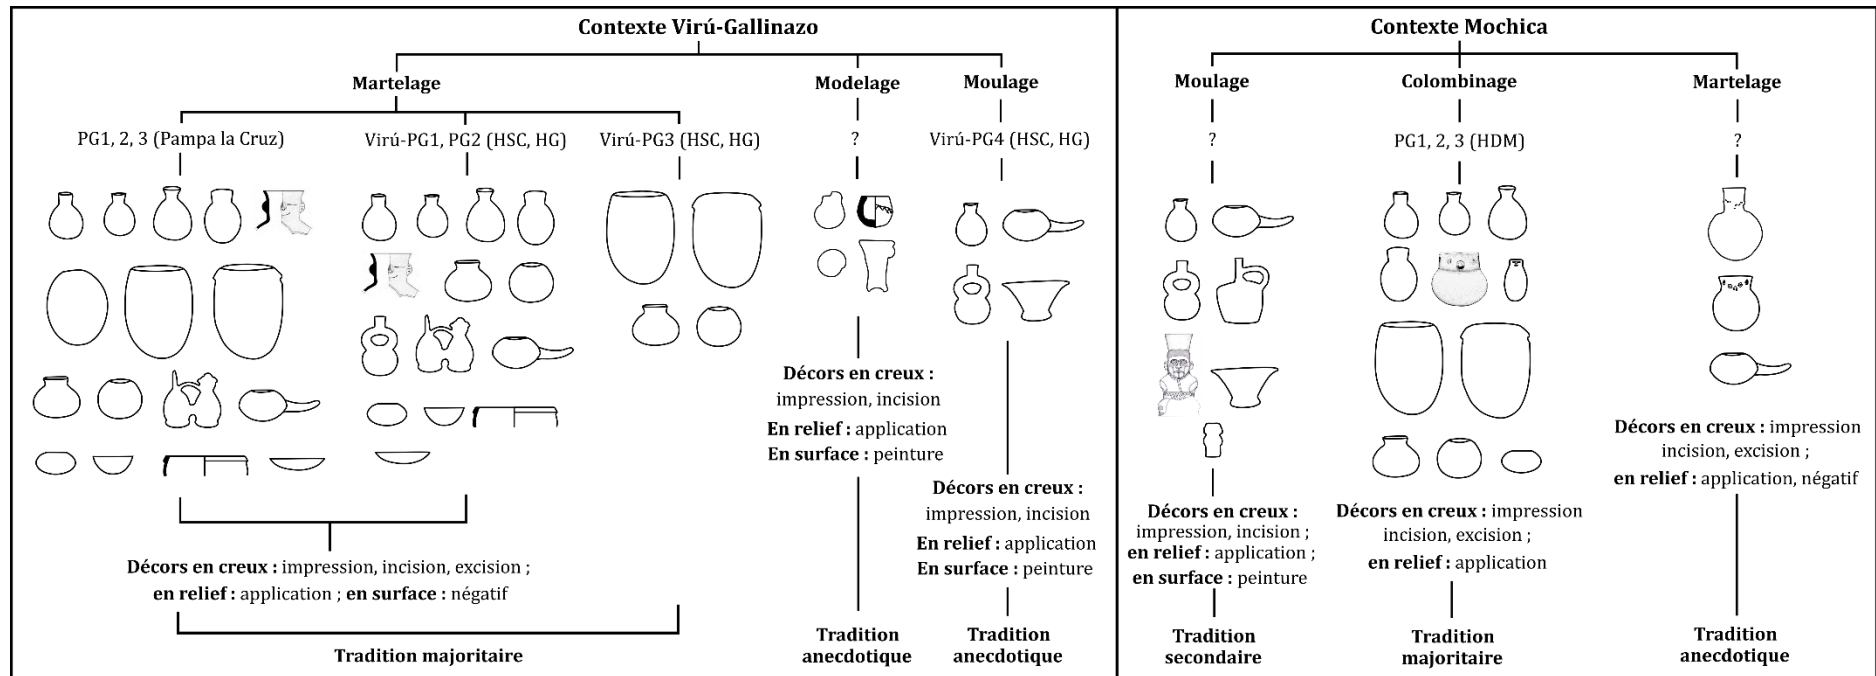 Contexte Virú-Gallinazo
Martelage
Modelage
Moulage
PG1, 2, 3 (Pampa la Cruz)
Virú-PG1, PG2 (HSC, HG)
Virú-PG3 (HSC, HG)
?
Virú-PG4 (HSC, HG)
Décors en creux :
impression, incision
En relief : application
En surface : peinture
Décors en creux :
impression, incision
En relief : application
En surface : peinture
Décors en creux : impression, incision, excision ;
en relief : application ; en surface : négatif
Tradition majoritaire
Tradition
anecdotique
Tradition
anecdotique
Contexte Mochica
Moulage
Colombinage
Martelage
?
PG1, 2, 3 (HDM)
?
Décors en creux :
impression, incision ;
en relief : application ;
en surface : peinture
Décors en creux : impression
incision, excision ;
en relief : application
Décors en creux : impression
incision, excision ;
en relief : application, négatif
Tradition
secondaire
Tradition
majoritaire
Tradition
anecdotique